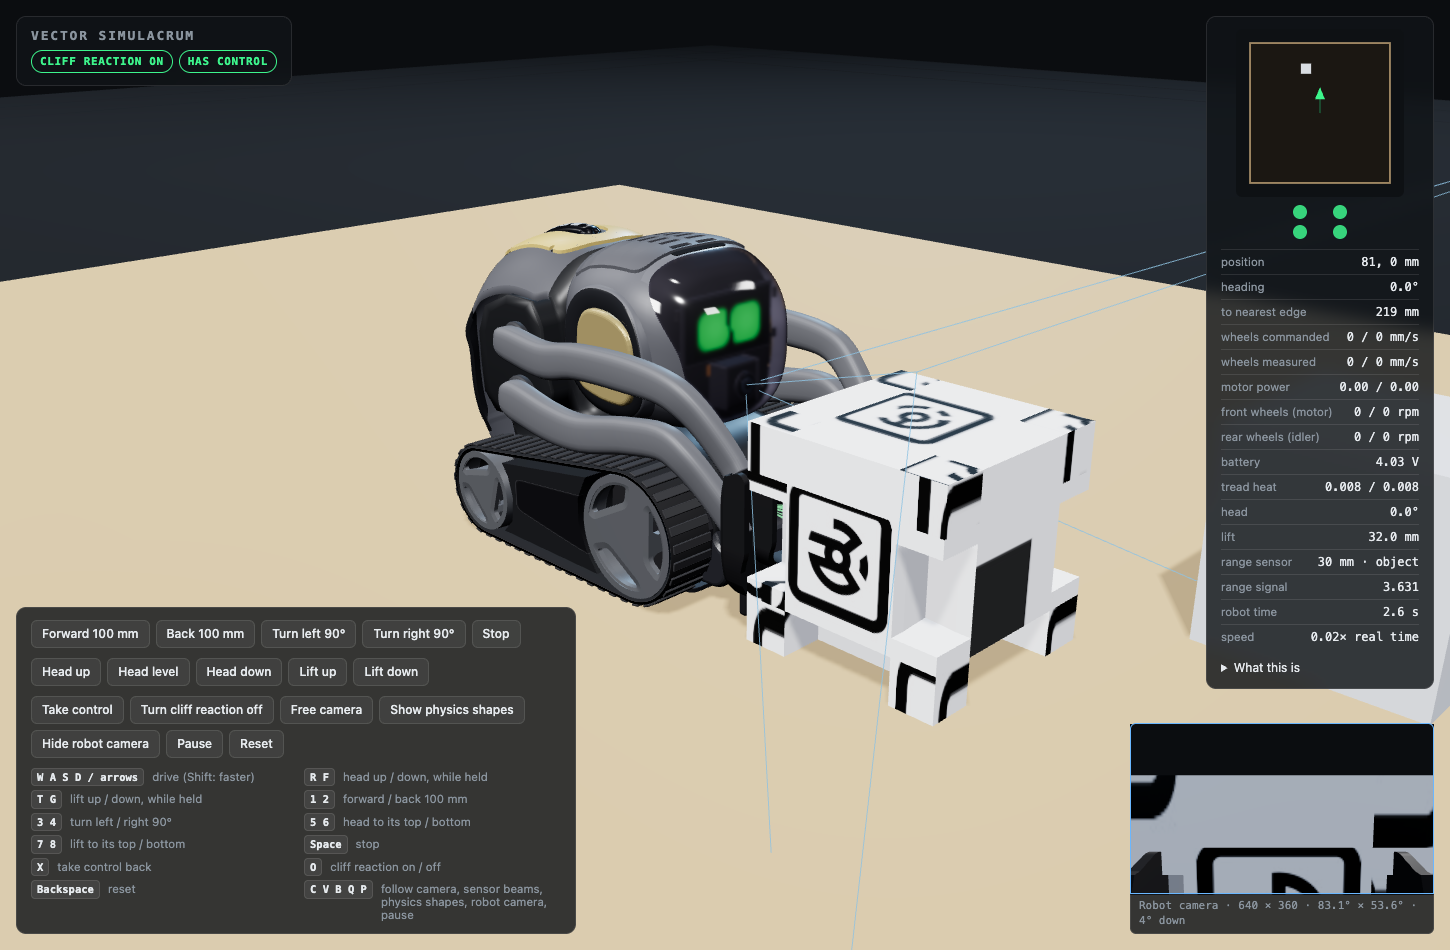 VECTOR SIMULACRUM
CLIFF REACTION ON HAS CONTROL
position 81, 0 mm
heading 0.0°
to nearest edge 219 mm
wheels commanded 0 / 0 mm/s
wheels measured 0 / 0 mm/s
motor power 0.00 / 0.00
front wheels (motor) 0 / 0 rpm
rear wheels (idler) 0 / 0 rpm
battery 4.03 V
tread heat 0.008 / 0.008
head 0.0°
lift 32.0 mm
range sensor 30 mm · object
range signal 3.631
robot time 2.6 s
speed 0.02× real time
▶ What this is
Forward 100 mm Back 100 mm Turn left 90° Turn right 90° Stop
Head up Head level Head down Lift up Lift down
Take control Turn cliff reaction off Free camera Show physics shapes
Hide robot camera Pause Reset
W A S D / arrows drive (Shift: faster)
R F head up / down, while held
T G lift up / down, while held
1 2 forward / back 100 mm
3 4 turn left / right 90°
5 6 head to its top / bottom
7 8 lift to its top / bottom
Space stop
X take control back
O cliff reaction on / off
Backspace reset
C V B Q P follow camera, sensor beams,
physics shapes, robot camera,
pause
Robot camera · 640 × 360 · 83.1° × 53.6° ·
4° down